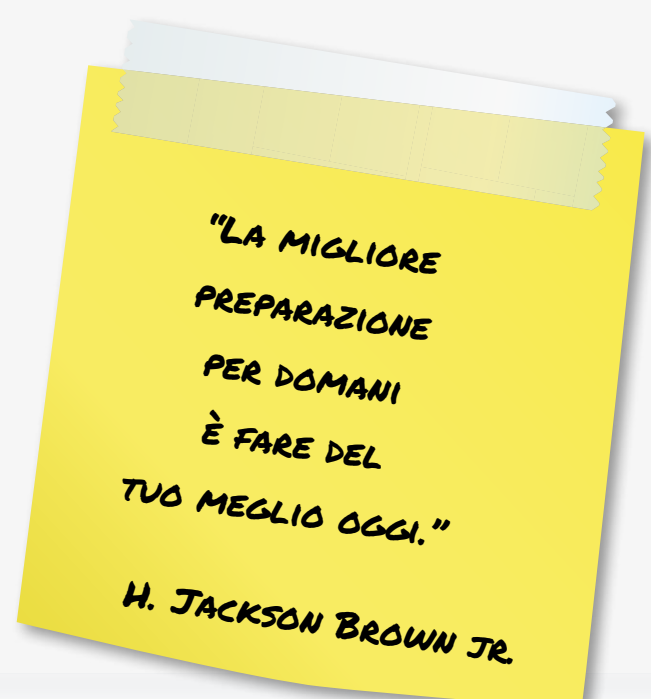 "La migliore
preparazione
per domani
è fare del
tuo meglio oggi."
H. Jackson Brown Jr.